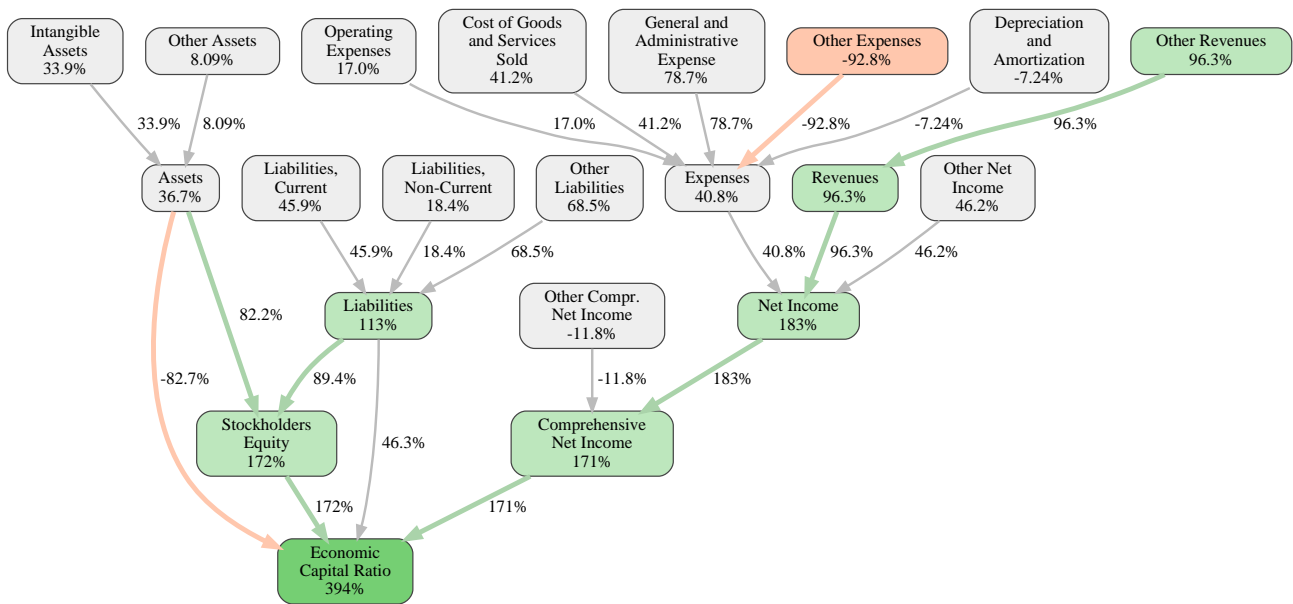 Intangible
Assets
33.9%
Other Assets
8.09%
Operating
Expenses
17.0%
Cost of Goods
and Services
Sold
41.2%
General and
Administrative
Expense
78.7%
Other Expenses
-92.8%
Depreciation
and
Amortization
-7.24%
Other Revenues
96.3%
33.9%
8.09%
17.0%
41.2%
78.7%
-92.8%
-7.24%
96.3%
Assets
36.7%
Liabilities,
Current
45.9%
Liabilities,
Non-Current
18.4%
Other
Liabilities
68.5%
Expenses
40.8%
Revenues
96.3%
Other Net
Income
46.2%
45.9%
18.4%
68.5%
40.8%
96.3%
46.2%
82.2%
Liabilities
113%
Other Compr.
Net Income
-11.8%
Net Income
183%
-82.7%
89.4%
-11.8%
183%
Stockholders
Equity
172%
46.3%
Comprehensive
Net Income
171%
172%
171%
Economic
Capital Ratio
394%